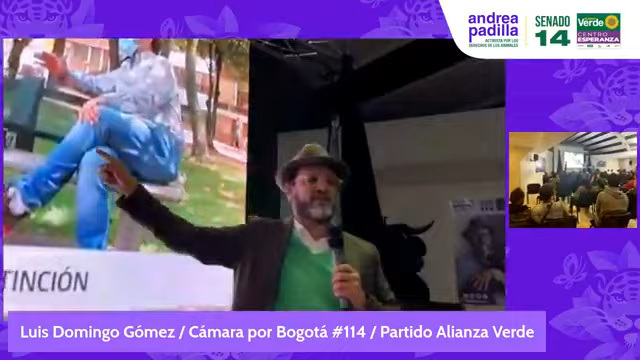 andrea
padilla
ACTIVISTA POR LOS
DERECHOS DE LOS ANIMALES
SENADO
14
Verde
CENTRO
ESPERANZA
TINCIÓN
Luis Domingo Gómez / Cámara por Bogotá #114 / Partido Alianza Verde